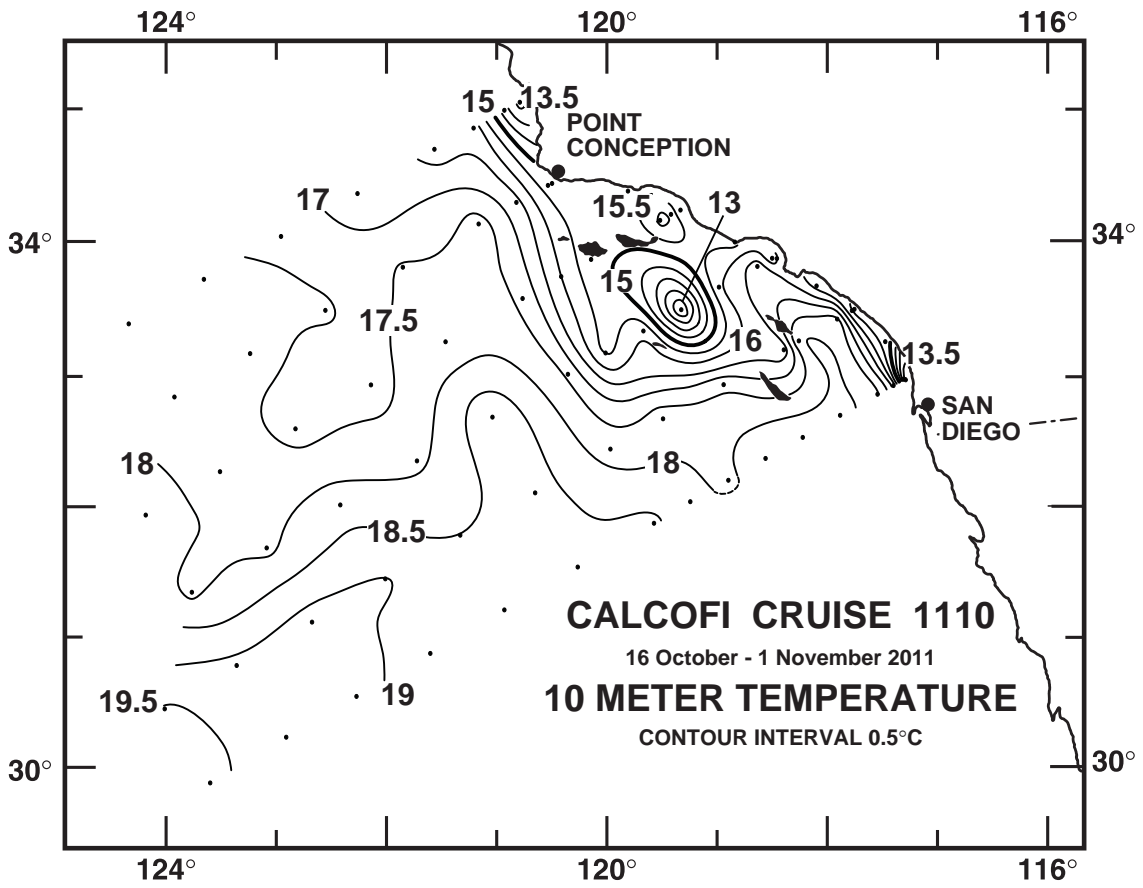 124° 120° 116°
15 13.5
POINT
CONCEPTION
17
15.5 13
34° 34°
15
17.5
16
13.5
SAN
DIEGO
18 18
18.5
CALCOFI CRUISE 1110
16 October - 1 November 2011
19.5 19
10 METER TEMPERATURE
CONTOUR INTERVAL 0.5°C
30° 30°
124° 120° 116°